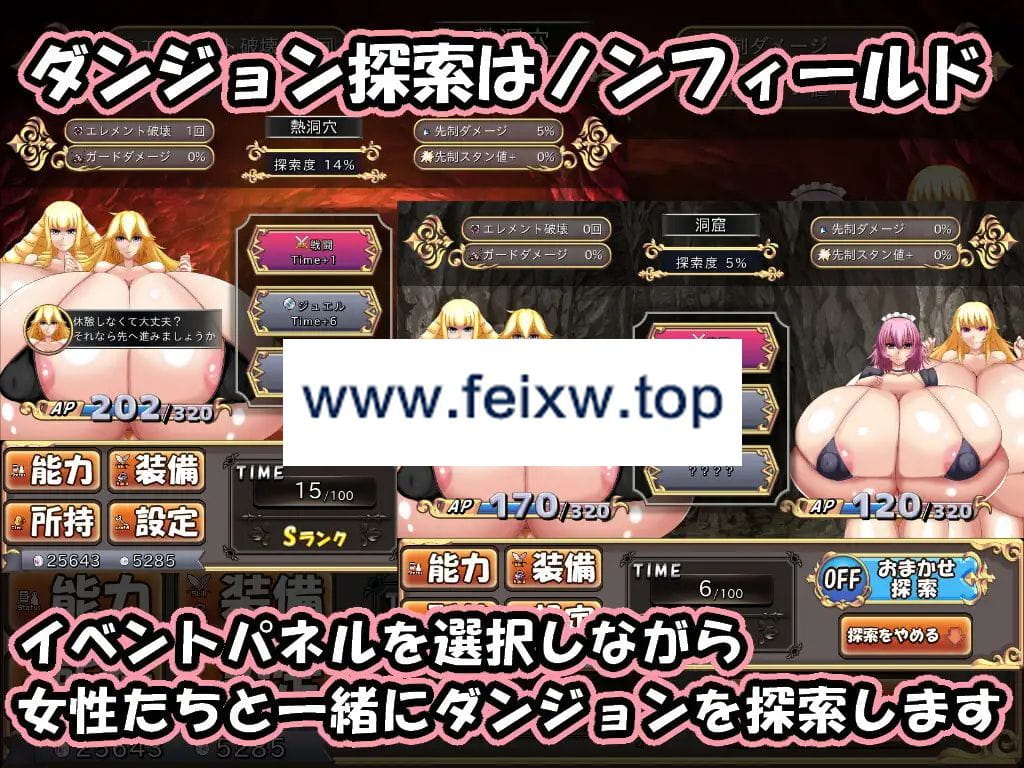 ダンジョン探索はノンフィールド
エレメント破壊 1回
ガードダメージ 0%
熱洞穴
探索度 14%
先制ダメージ 5%
先制スタン値+ 0%
戦闘
Time+1
ジュエル
Time+6
休憩しなくて大丈夫?
それなら先へ進みましょうか
AP 202/320
能力
装備
所持
設定
TIME
15/100
Sランク
25643 5285
エレメント破壊 0回
ガードダメージ 0%
洞窟
探索度 5%
先制ダメージ 0%
先制スタン値+ 0%
www.feixw.top
????
AP 170/320
AP 120/320
能力
装備
TIME
6/100
OFF
おまかせ
探索
探索をやめる
イベントパネルを選択しながら
女性たちと一緒にダンジョンを探索します
25643 5285